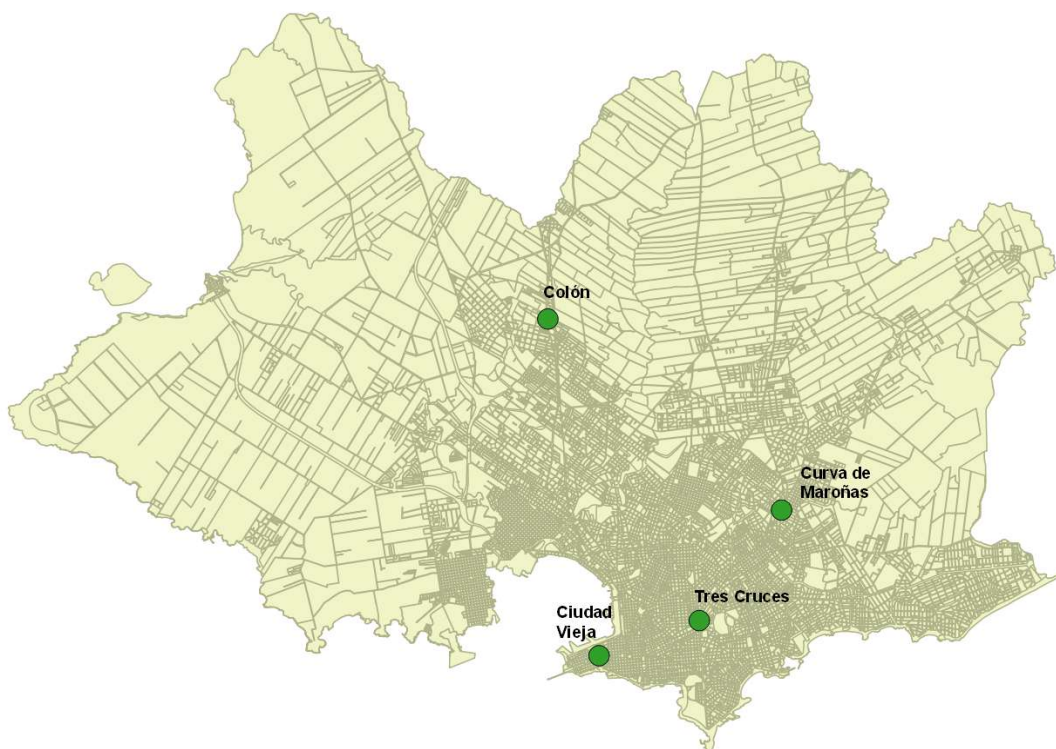 Colón
Curva de
Maroñas
Tres Cruces
Ciudad
Vieja